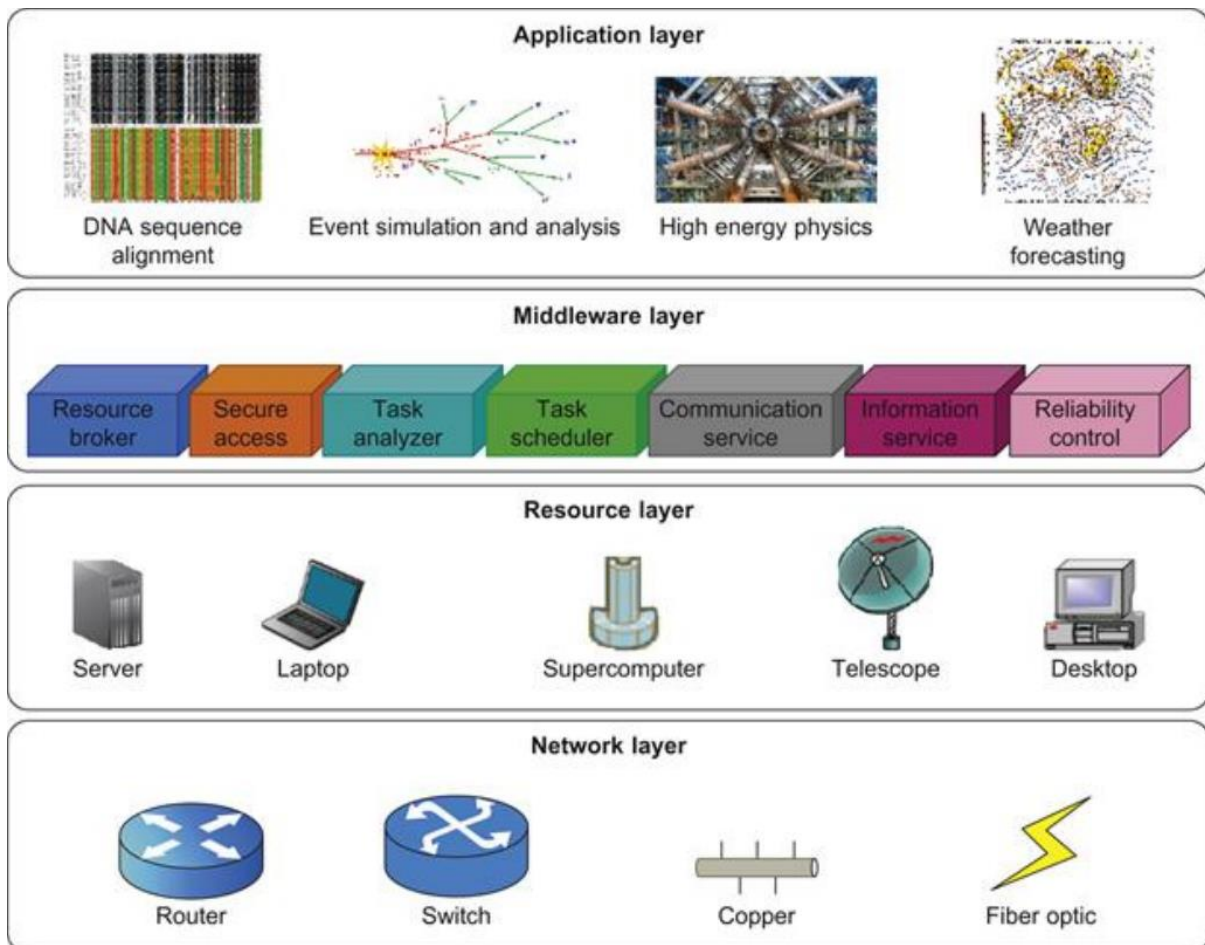 Application layer
DNA sequence
alignment
Event simulation and analysis
High energy physics
Weather
forecasting
Middleware layer
Resource
broker
Secure
access
Task
analyzer
Task
scheduler
Communication
service
Information
service
Reliability
control
Resource layer
Server
Laptop
Supercomputer
Telescope
Desktop
Network layer
Router
Switch
Copper
Fiber optic